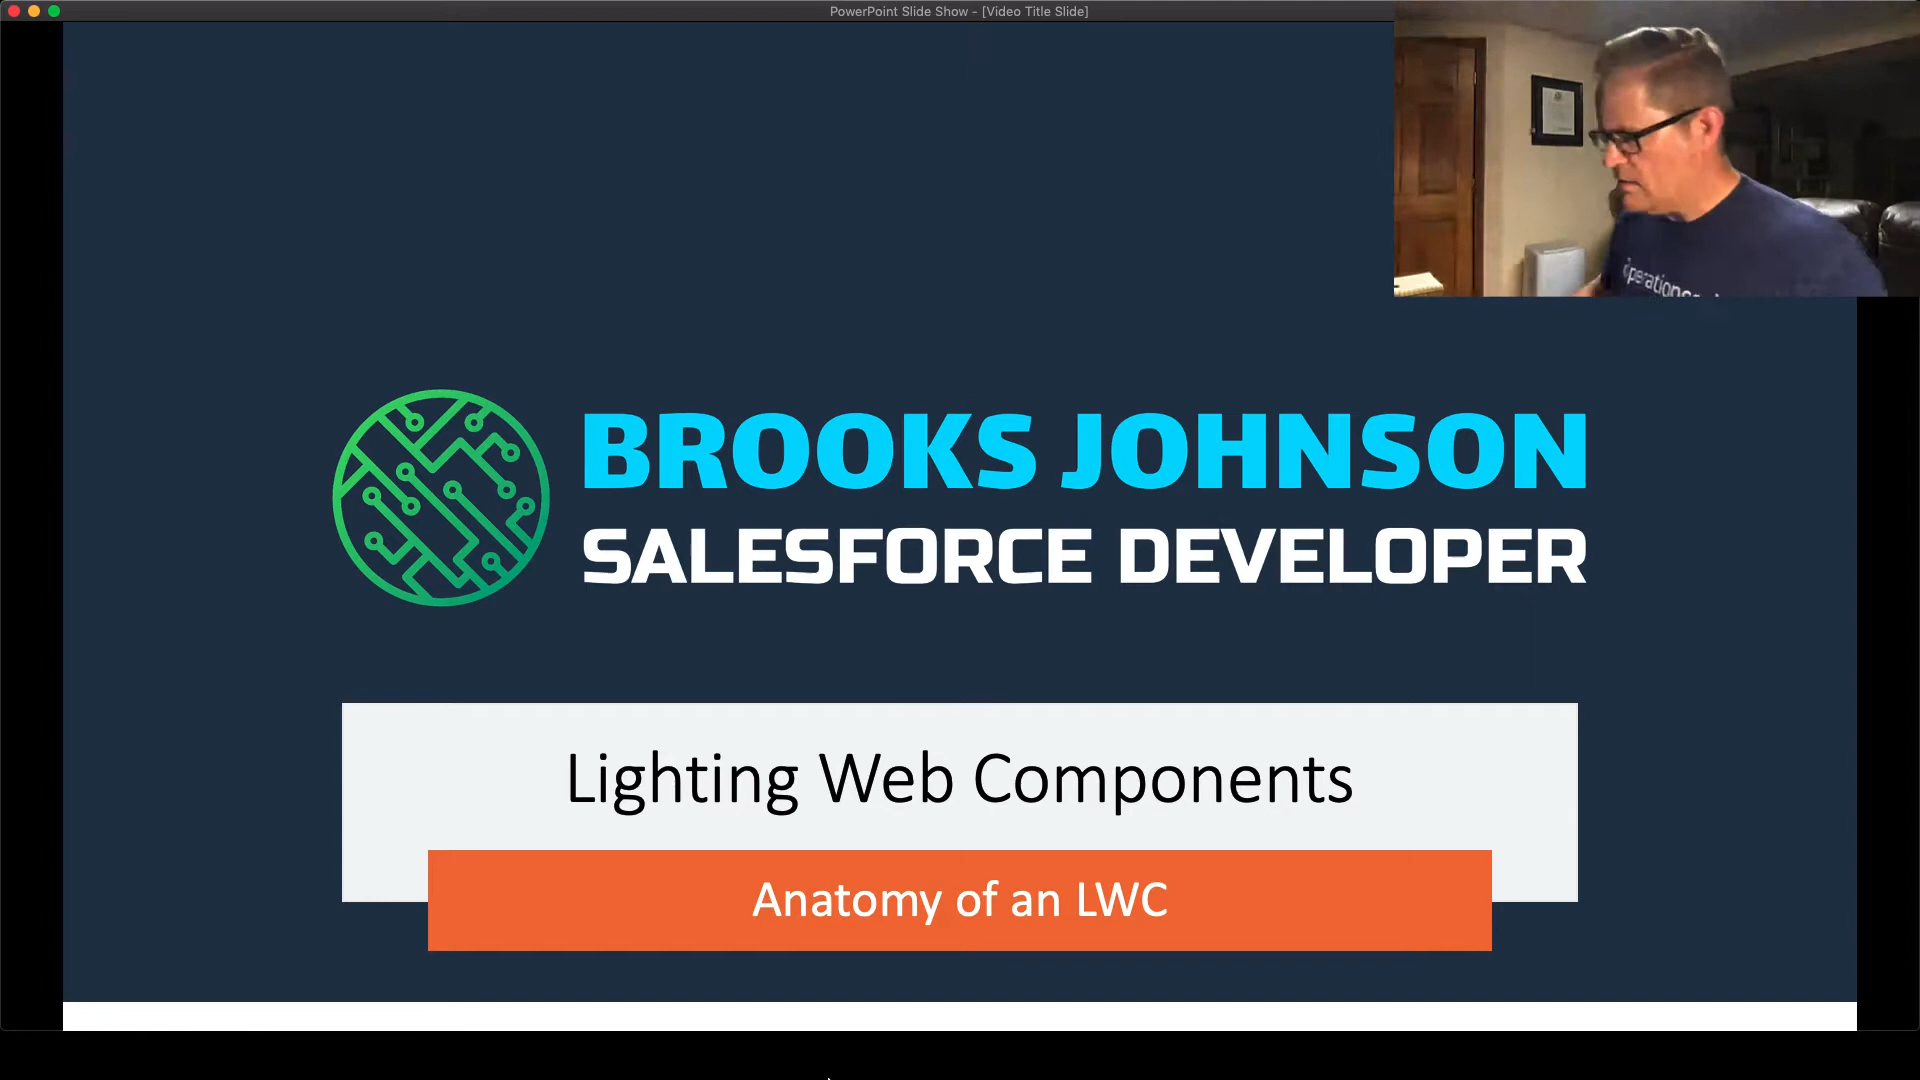 PowerPoint Slide Show - [Video Title Slide]
BROOKS JOHNSON
SALESFORCE DEVELOPER
Lighting Web Components
Anatomy of an LWC